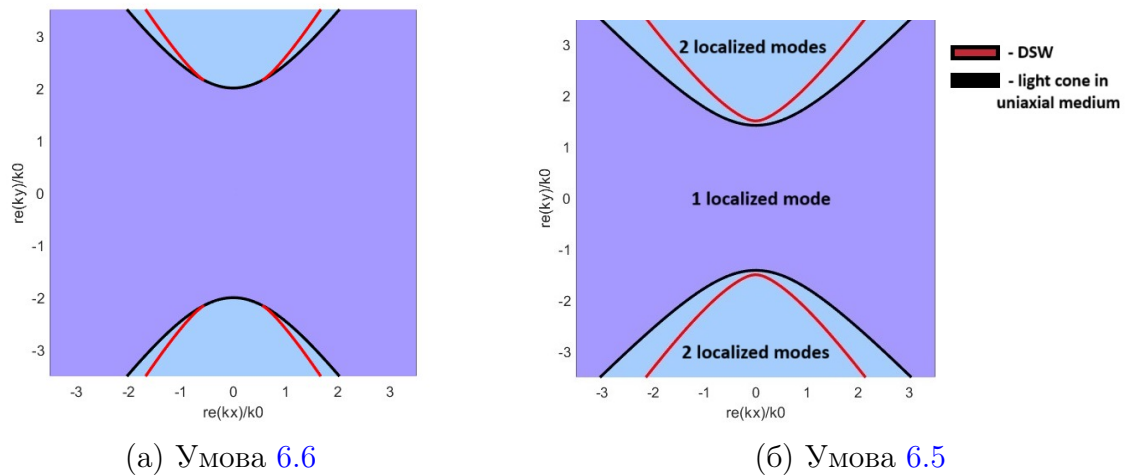 3
2
1
0
-1
-2
-3
re(ky)/k0
-3
-2
-1
0
1
2
3
re(kx)/k0
(а) Умова 6.6
2 localized modes
1 localized mode
2 localized modes
3
2
1
0
-1
-2
-3
re(ky)/k0
-3
-2
-1
0
1
2
3
re(kx)/k0
(б) Умова 6.5
- DSW
- light cone in
uniaxial medium